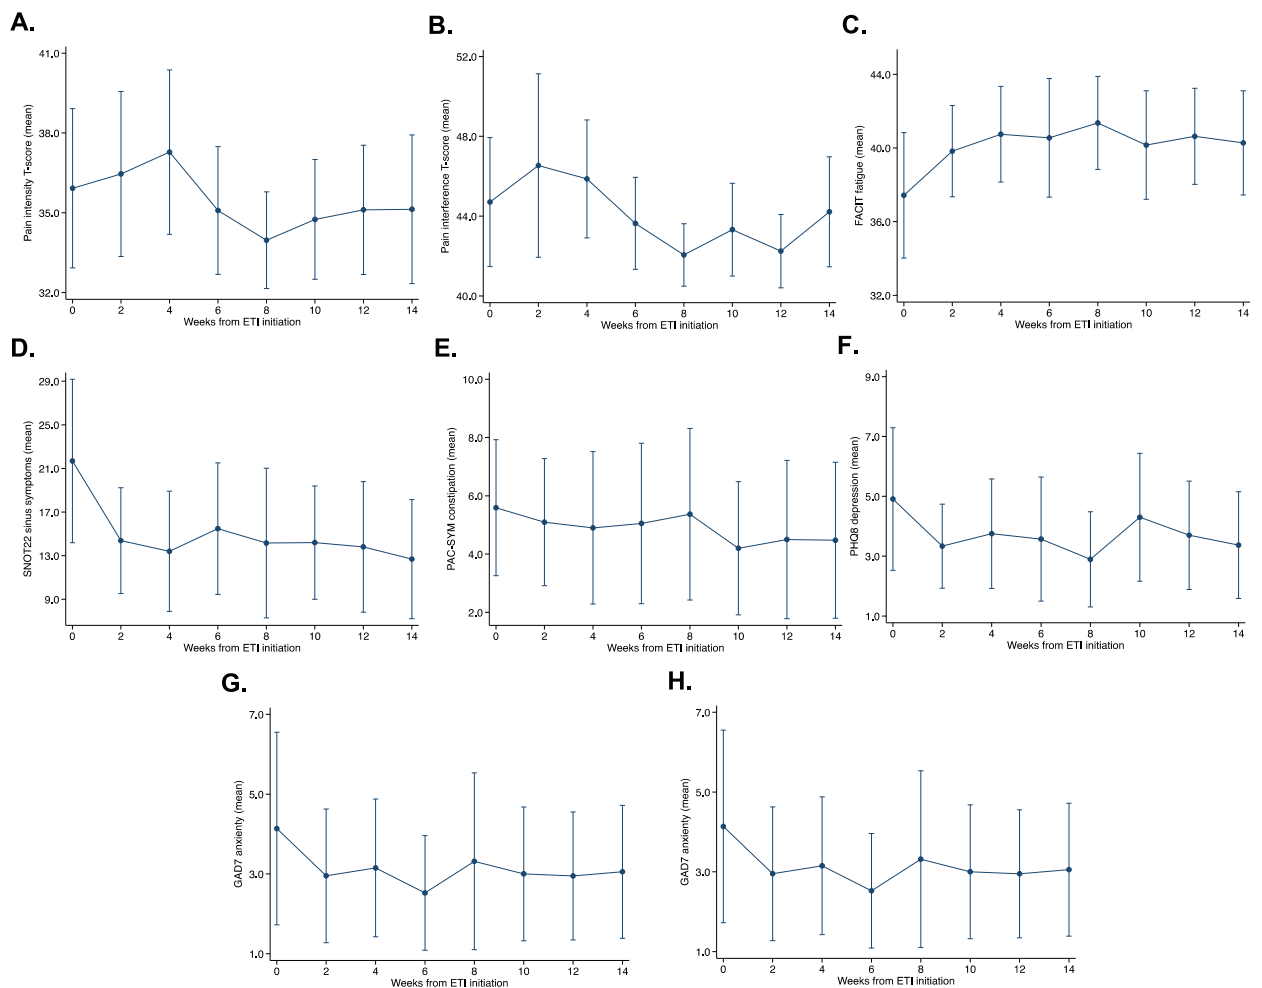 A.
Pain intensity T-score (mean)
41.0
38.0
35.0
32.0
0 2 4 6 8 10 12 14
Weeks from ETI initiation
B.
Pain interference T-score (mean)
52.0
48.0
44.0
40.0
0 2 4 6 8 10 12 14
Weeks from ETI initiation
C.
FACIT fatigue (mean)
44.0
40.0
36.0
32.0
0 2 4 6 8 10 12 14
Weeks from ETI initiation
D.
SNOT22 sinus symptoms (mean)
29.0
25.0
21.0
17.0
13.0
9.0
0 2 4 6 8 10 12 14
Weeks from ETI initiation
E.
PAC-SYM constipation (mean)
10.0
8.0
6.0
4.0
2.0
0 2 4 6 8 10 12 14
Weeks from ETI initiation
F.
PHQ8 depression (mean)
9.0
7.0
5.0
3.0
1.0
0 2 4 6 8 10 12 14
Weeks from ETI initiation
G.
GAD7 anxienty (mean)
7.0
5.0
3.0
1.0
0 2 4 6 8 10 12 14
Weeks from ETI initiation
H.
GAD7 anxienty (mean)
7.0
5.0
3.0
1.0
0 2 4 6 8 10 12 14
Weeks from ETI initiation